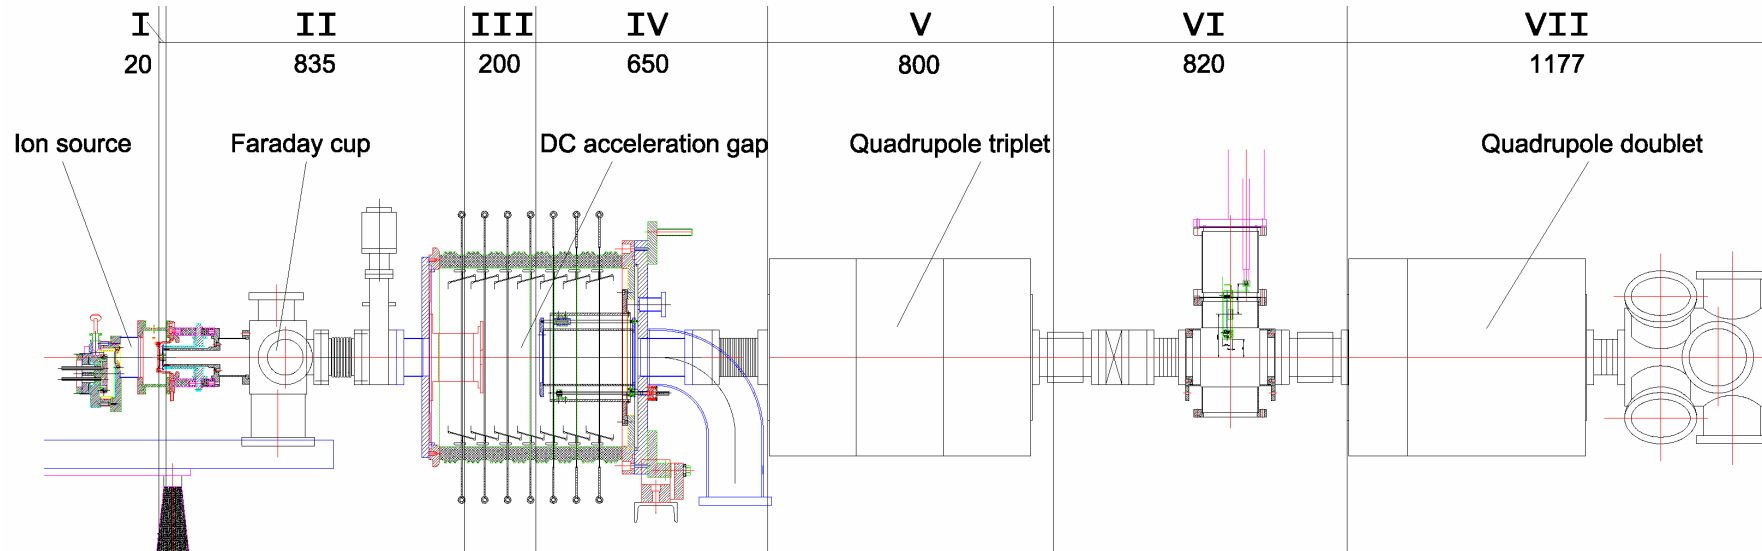 I II III IV V VI VII
20 835 200 650 800 820 1177
Ion source Faraday cup DC acceleration gap Quadrupole triplet Quadrupole doublet